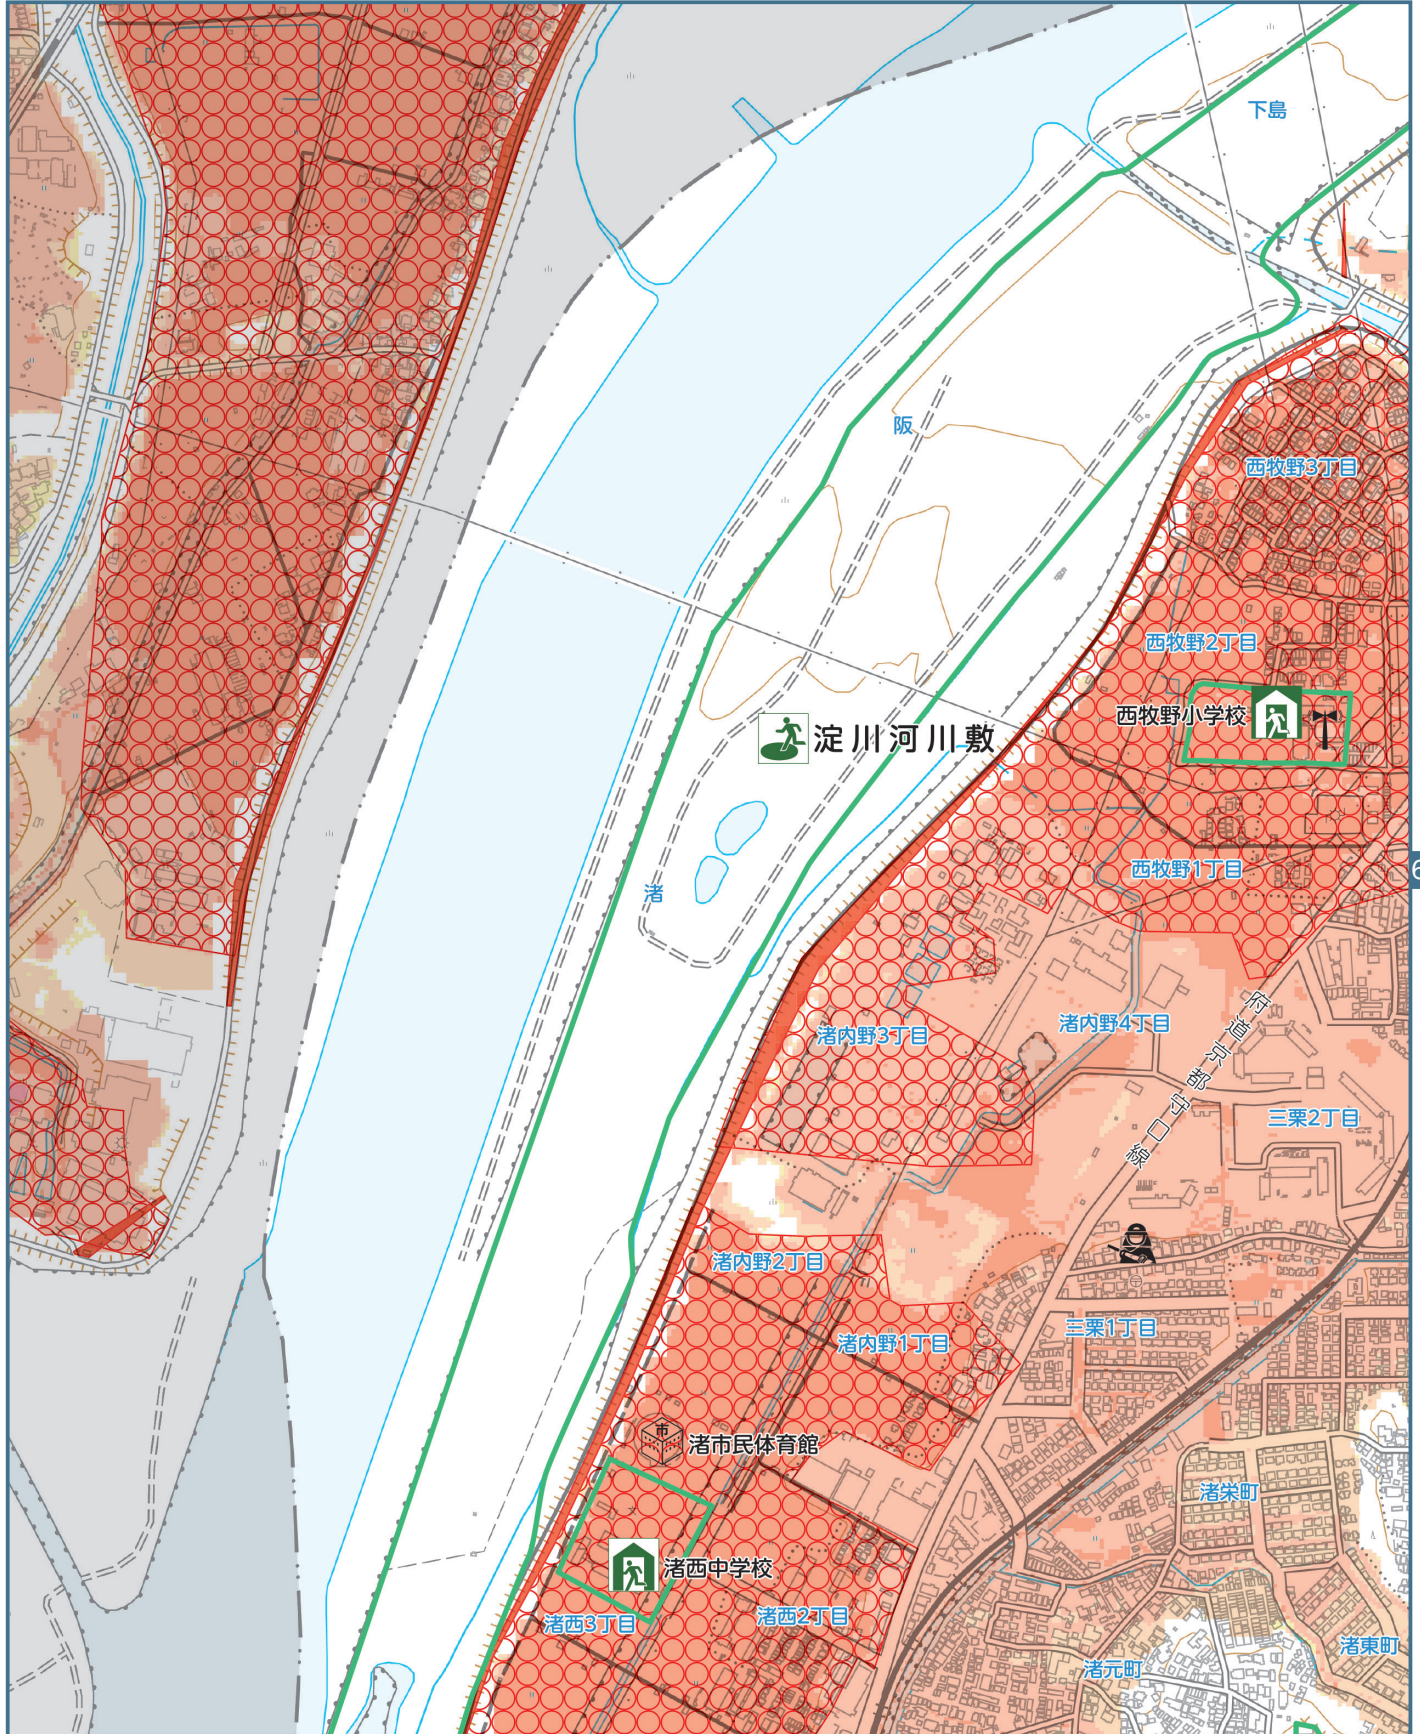 下島
阪
西牧野3丁目
西牧野2丁目
西牧野小学校
淀川河川敷
西牧野1丁目
6
渚
府道京都守口線
渚内野3丁目
渚内野4丁目
三栗2丁目
渚内野2丁目
三栗1丁目
渚内野1丁目
市
渚市民体育館
渚栄町
渚西中学校
渚西3丁目
渚西2丁目
渚東町
渚元町